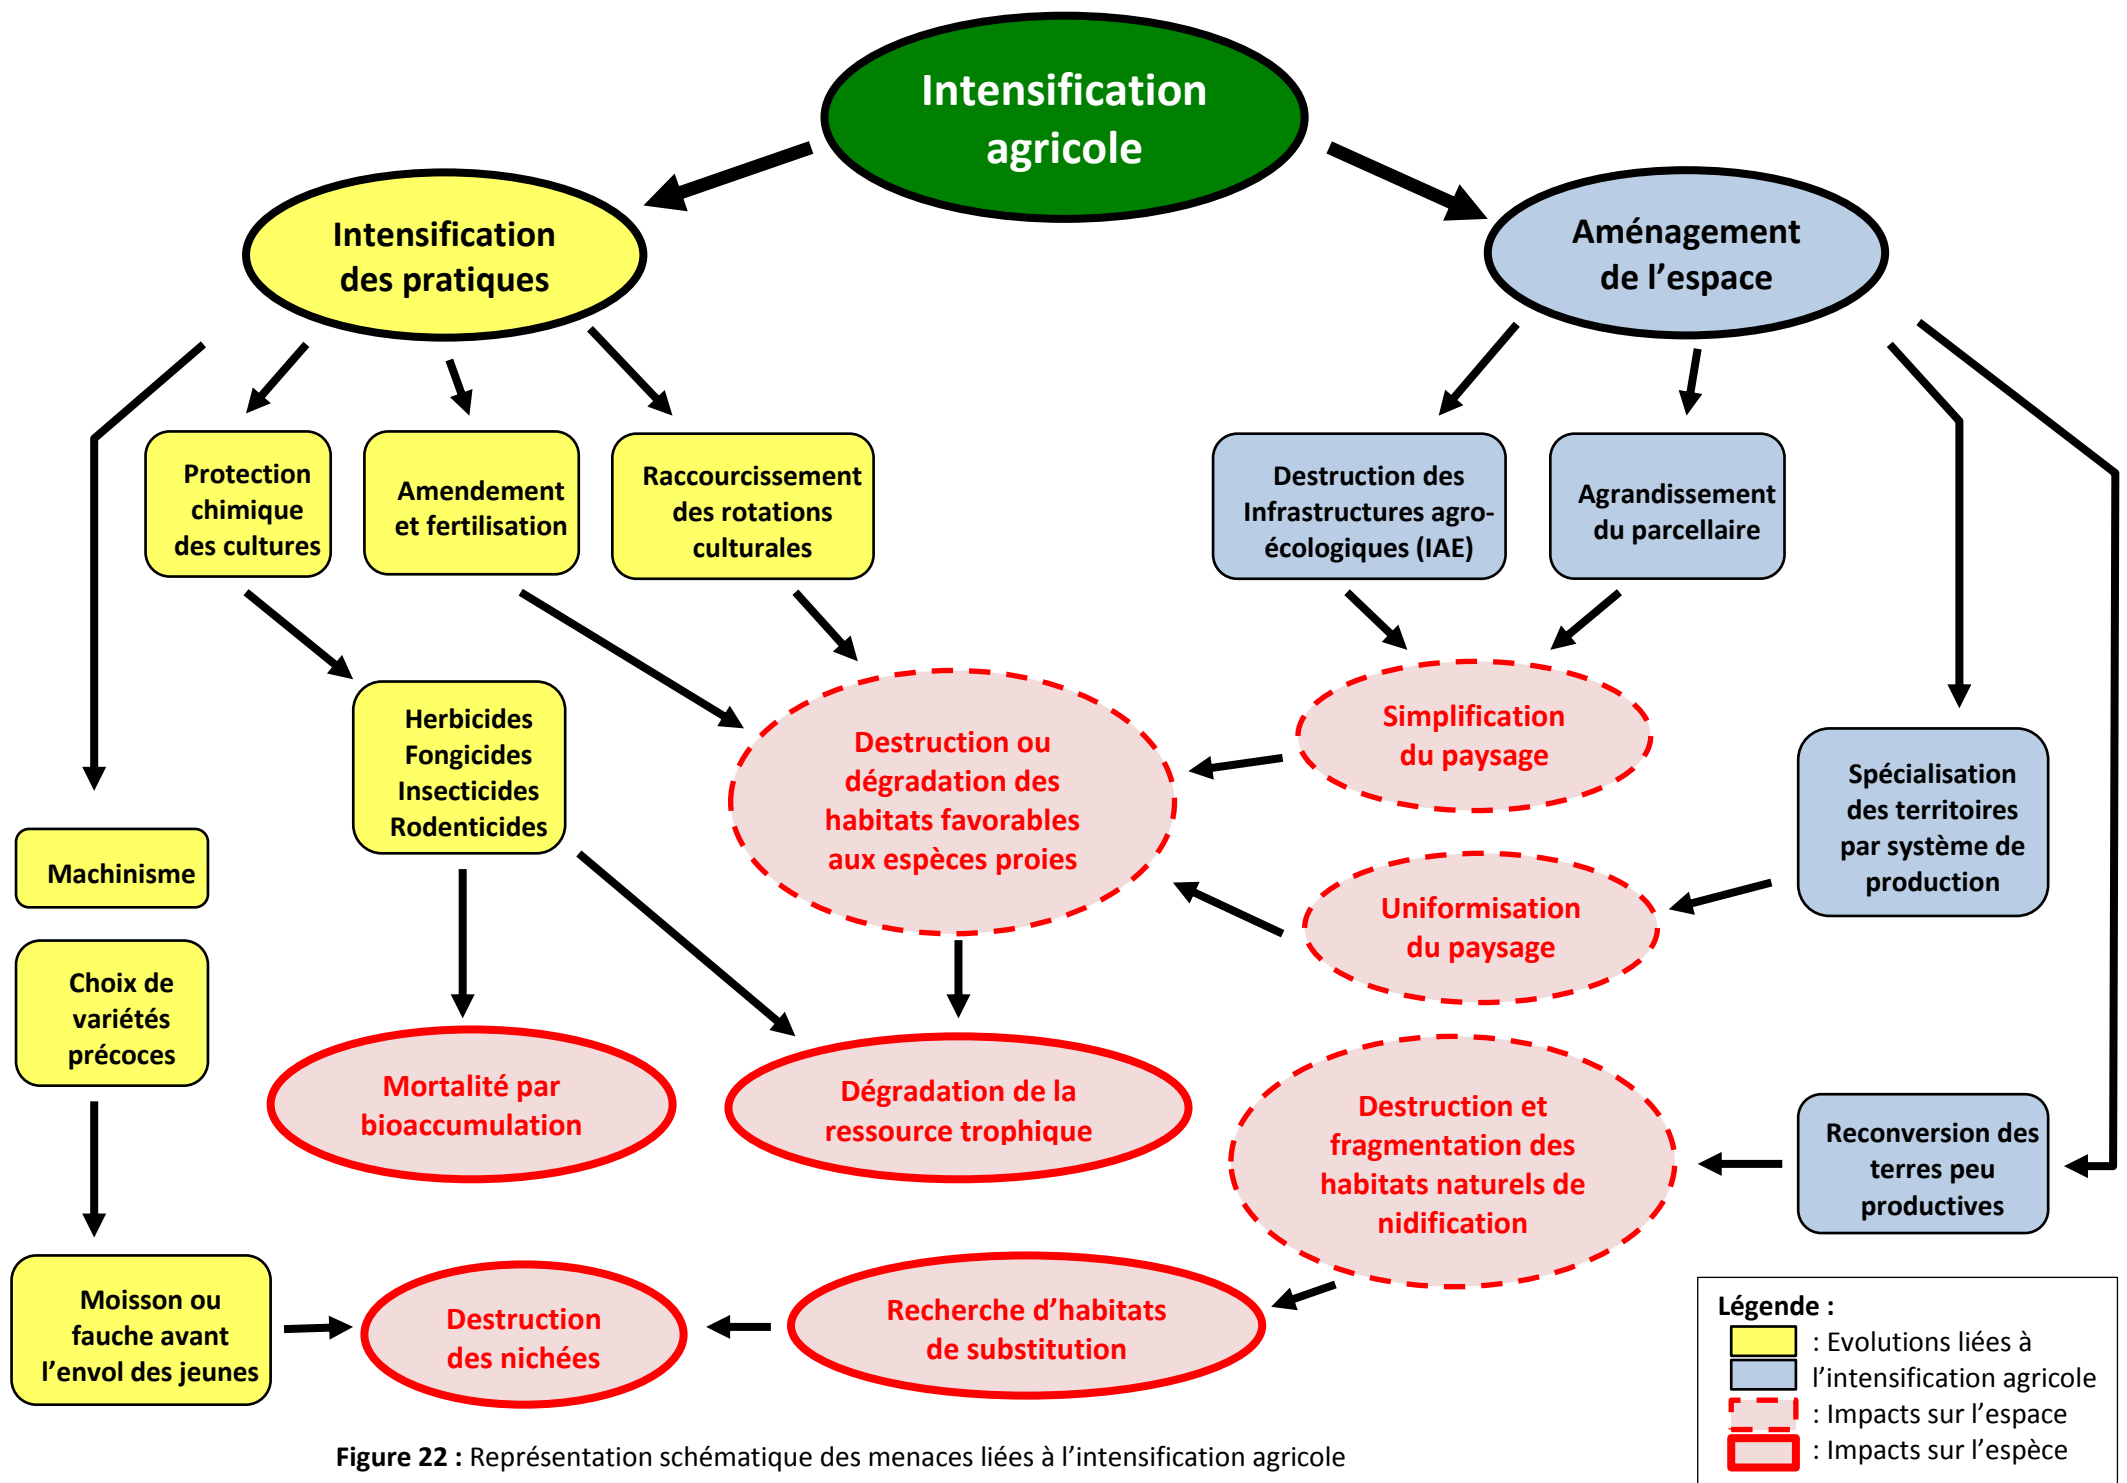 Intensification
agricole
Intensification
des pratiques
Aménagement
de l’espace
Protection
chimique
des cultures
Amendement
et fertilisation
Raccourcissement
des rotations
culturales
Destruction des
Infrastructures agro-
écologiques (IAE)
Agrandissement
du parcellaire
Herbicides
Fongicides
Insecticides
Rodenticides
Destruction ou
dégradation des
habitats favorables
aux espèces proies
Simplification
du paysage
Spécialisation
des territoires
par système de
production
Machinisme
Uniformisation
du paysage
Choix de
variétés
précoces
Mortalité par
bioaccumulation
Dégradation de la
ressource trophique
Destruction et
fragmentation des
habitats naturels de
nidification
Reconversion des
terres peu
productives
Moisson ou
fauche avant
l’envol des jeunes
Destruction
des nichées
Recherche d’habitats
de substitution
Légende :
: Evolutions liées à
l’intensification agricole
: Impacts sur l’espace
: Impacts sur l’espèce
Figure 22 : Représentation schématique des menaces liées à l’intensification agricole